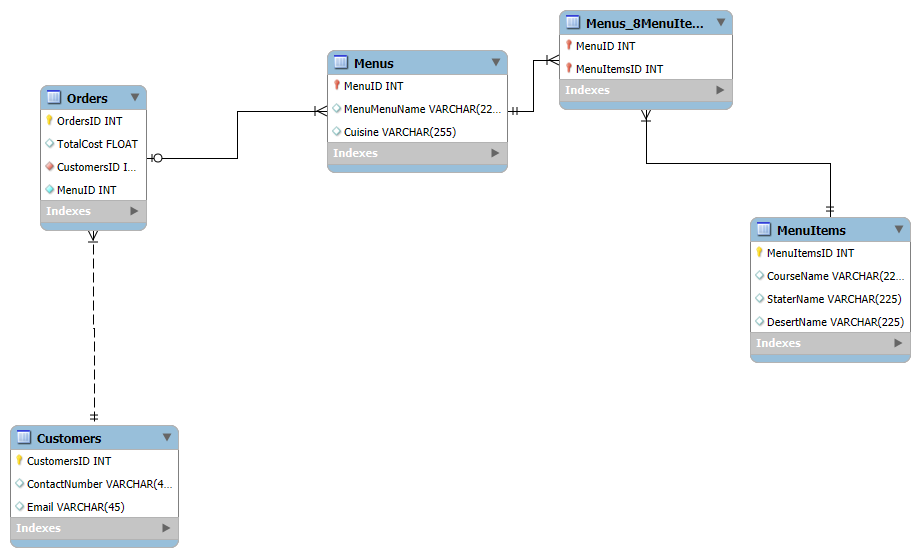 Orders
OrdersID INT
TotalCost FLOAT
CustomersID I...
MenuID INT
Indexes
Menus
MenuID INT
MenuMenuName VARCHAR(22...
Cuisine VARCHAR(255)
Indexes
Menus_8MenuIte...
MenuID INT
MenuItemsID INT
Indexes
MenuItems
MenuItemsID INT
CourseName VARCHAR(22...
StaterName VARCHAR(225)
DesertName VARCHAR(225)
Indexes
Customers
CustomersID INT
ContactNumber VARCHAR(4...
Email VARCHAR(45)
Indexes